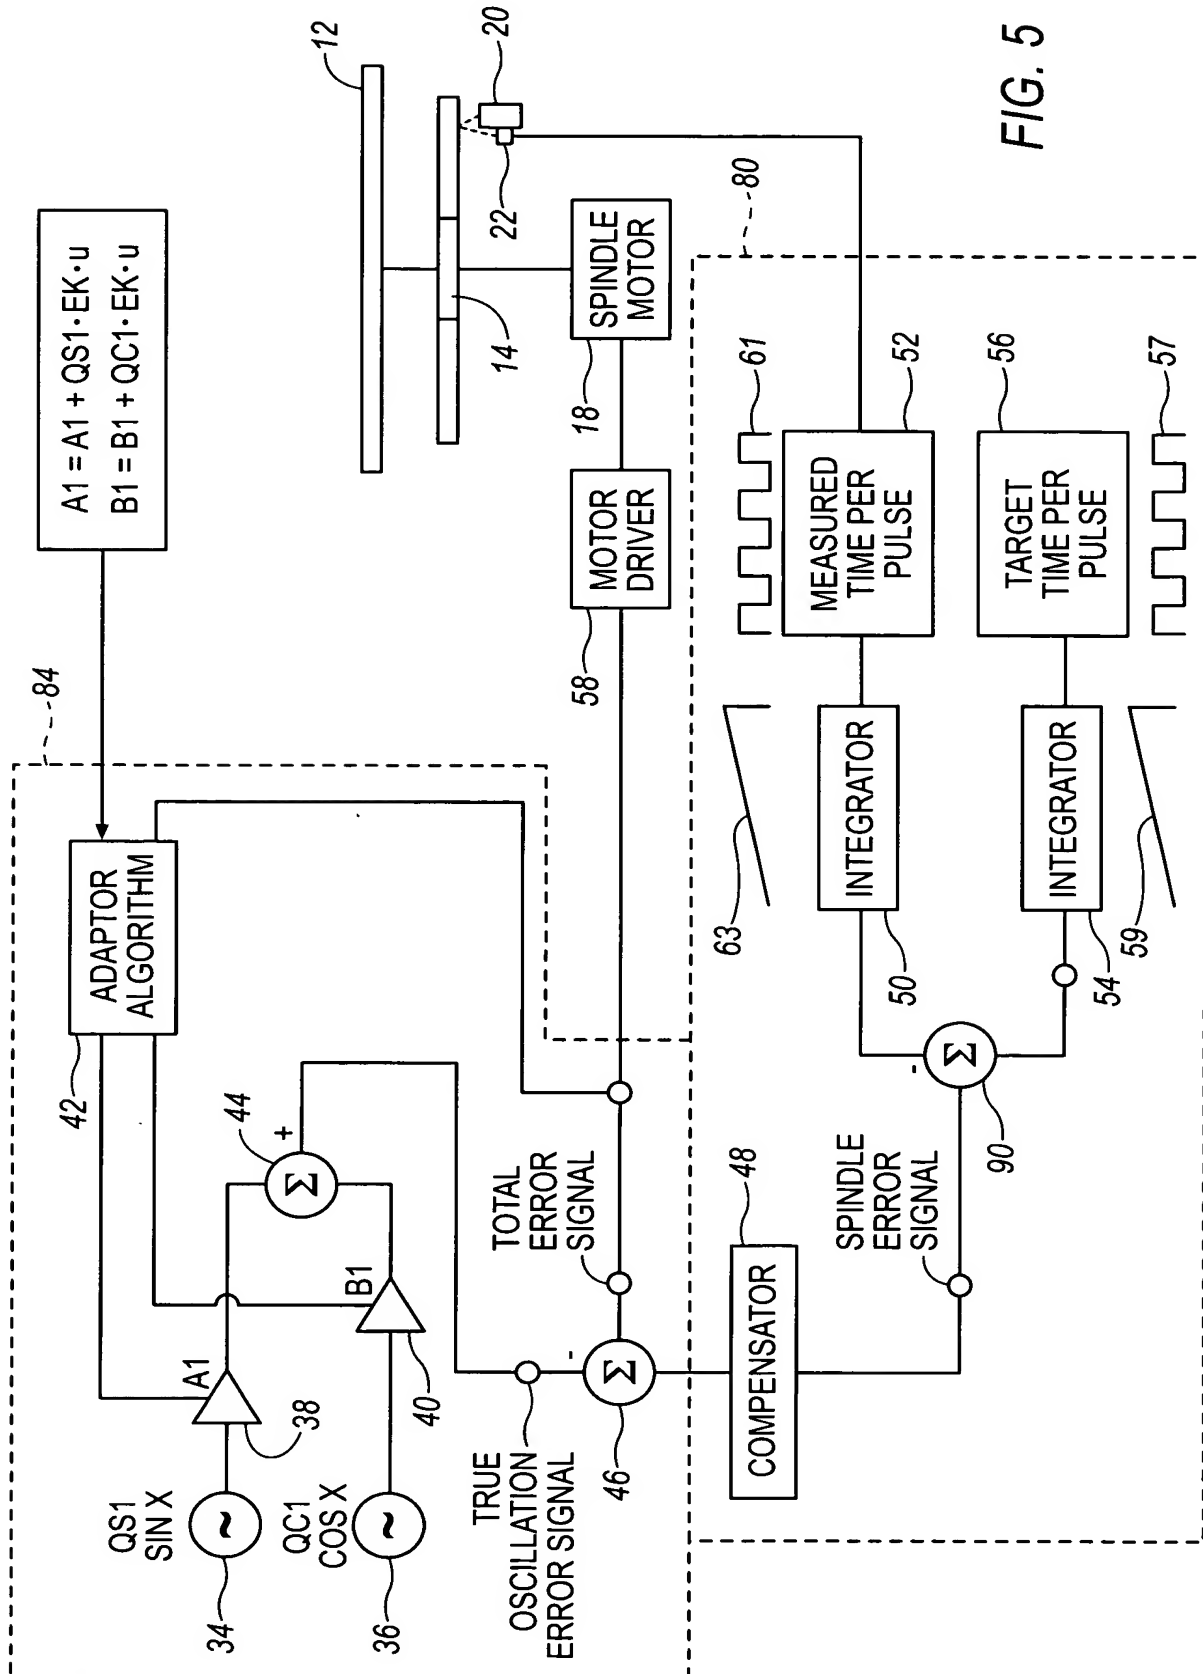 84
A1 = A1 + QS1·EK·u
B1 = B1 + QC1·EK·u
ADAPTOR
ALGORITHM
42
QS1
SIN X
34
A1
38
QC1
COS X
36
B1
40
Σ
44
+
TRUE
OSCILLATION
ERROR SIGNAL
-
Σ
46
TOTAL
ERROR
SIGNAL
58
MOTOR
DRIVER
18
SPINDLE
MOTOR
12
14
20
22
80
COMPENSATOR
48
SPINDLE
ERROR
SIGNAL
-
Σ
90
63
INTEGRATOR
50
61
MEASURED
TIME PER
PULSE
52
INTEGRATOR
54
59
TARGET
TIME PER
PULSE
56
57
FIG. 5